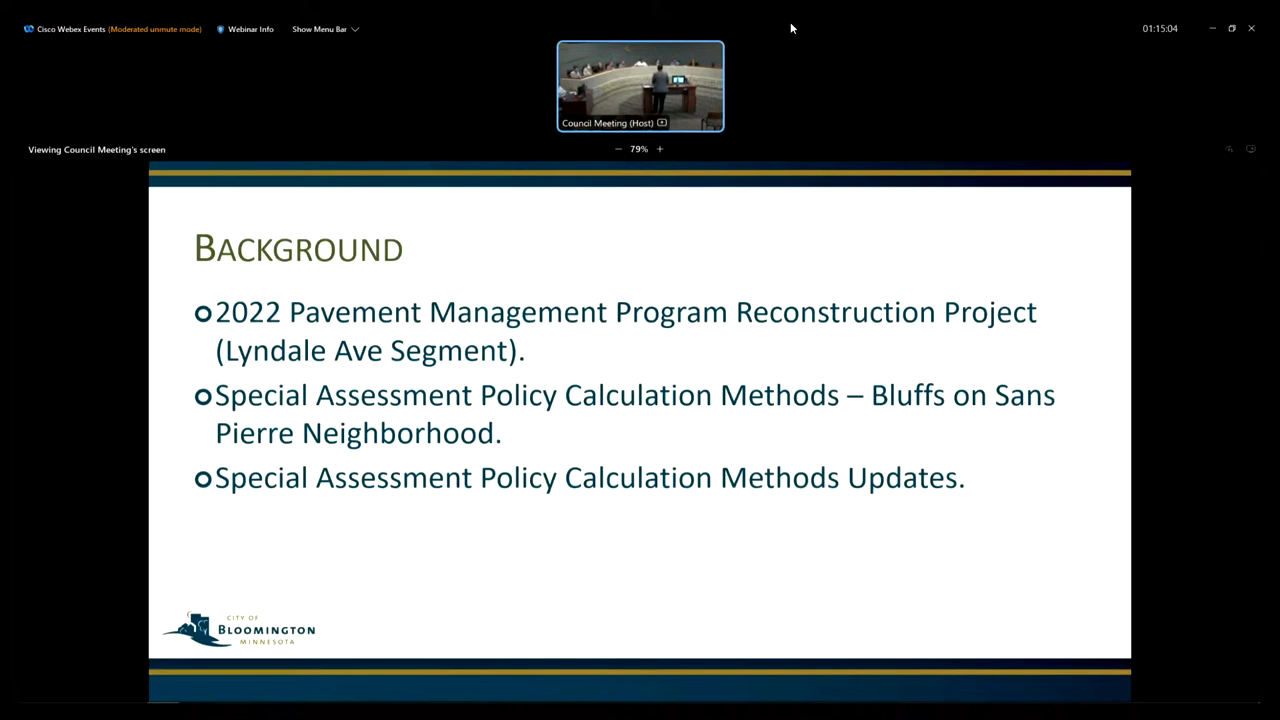 Cisco Webex Events (Moderated unmute mode)
Webinar Info
Show Menu Bar
01:15:04
Council Meeting (Host)
Viewing Council Meeting's screen
79%
BACKGROUND
2022 Pavement Management Program Reconstruction Project
(Lyndale Ave Segment).
Special Assessment Policy Calculation Methods – Bluffs on Sans
Pierre Neighborhood.
Special Assessment Policy Calculation Methods Updates.
CITY OF
BLOOMINGTON
MINNESOTA